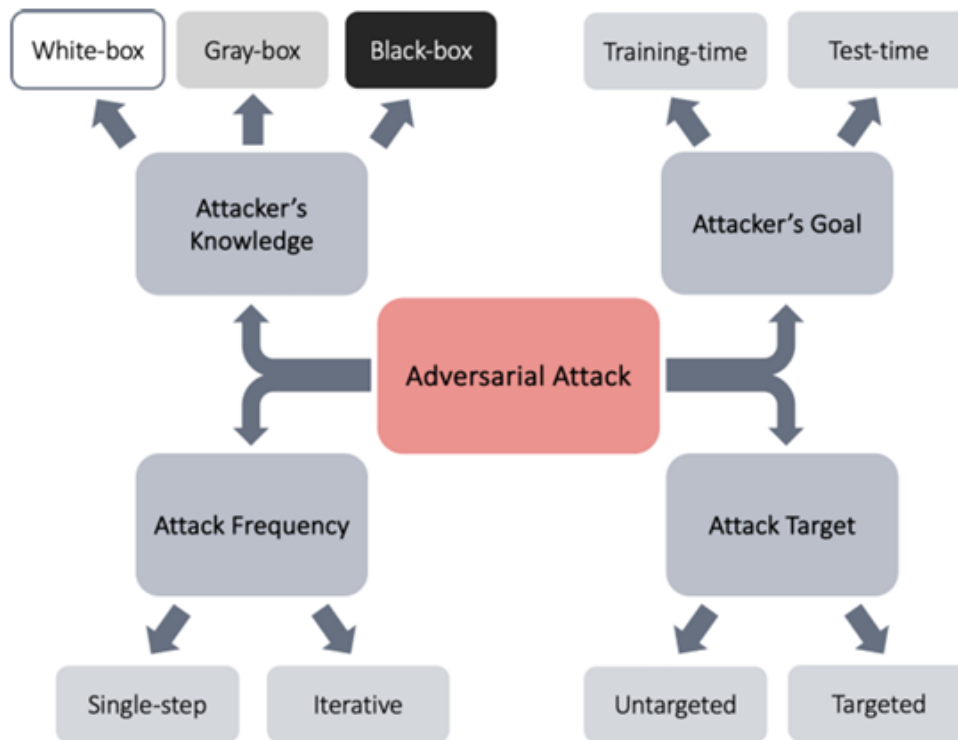 White-box
Gray-box
Black-box
Training-time
Test-time
Attacker’s
Knowledge
Attacker’s Goal
Adversarial Attack
Attack Frequency
Attack Target
Single-step
Iterative
Untargeted
Targeted